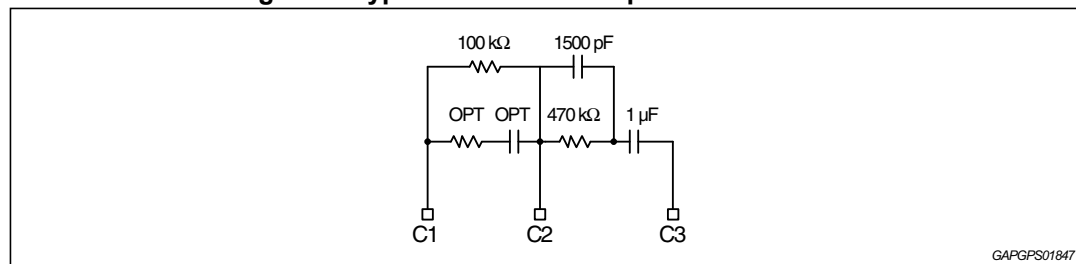 100 kΩ 1500 pF
OPT OPT 470 kΩ 1 µF
C1 C2 C3
GAPGPS01847